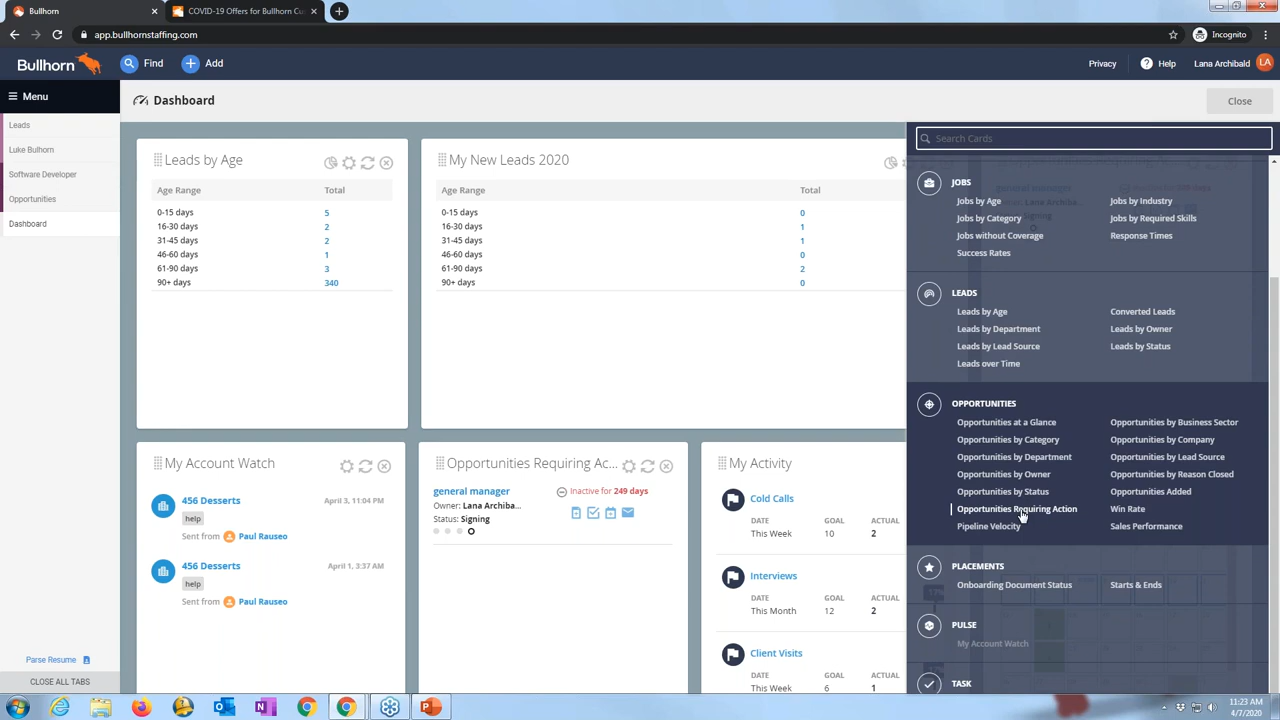 Bullhorn
COVID-19 Offers for Bullhorn Cu
app.bullhornstaffing.com
Incognito
Bullhorn
Find
Add
Privacy
Help
Lana Archibald
LA
Menu
Dashboard
Close
Leads
Luke Bulhorn
Software Developer
Opportunities
Dashboard
Parse Resume
CLOSE ALL TABS
Leads by Age
Age Range Total
0-15 days 5
16-30 days 2
31-45 days 2
46-60 days 1
61-90 days 3
90+ days 340
My New Leads 2020
Age Range Total
0-15 days 0
16-30 days 1
31-45 days 1
46-60 days 0
61-90 days 2
90+ days 0
My Account Watch
456 Desserts April 3, 11:04 PM
help
Sent from Paul Rauseo
456 Desserts April 1, 3:37 AM
help
Sent from Paul Rauseo
Opportunities Requiring Ac...
general manager Inactive for 249 days
Owner: Lana Archiba...
Status: Signing
My Activity
Cold Calls
DATE GOAL ACTUAL
This Week 10 2
Interviews
DATE GOAL ACTUAL
This Month 12 2
Client Visits
DATE GOAL ACTUAL
This Week 6 1
Search Cards
JOBS
Jobs by Age Jobs by Industry
Jobs by Category Jobs by Required Skills
Jobs without Coverage Response Times
Success Rates
LEADS
Leads by Age Converted Leads
Leads by Department Leads by Owner
Leads by Lead Source Leads by Status
Leads over Time
OPPORTUNITIES
Opportunities at a Glance Opportunities by Business Sector
Opportunities by Category Opportunities by Company
Opportunities by Department Opportunities by Lead Source
Opportunities by Owner Opportunities by Reason Closed
Opportunities by Status Opportunities Added
Opportunities Requiring Action Win Rate
Pipeline Velocity Sales Performance
PLACEMENTS
Onboarding Document Status Starts & Ends
PULSE
My Account Watch
TASK
11:23 AM
4/7/2020